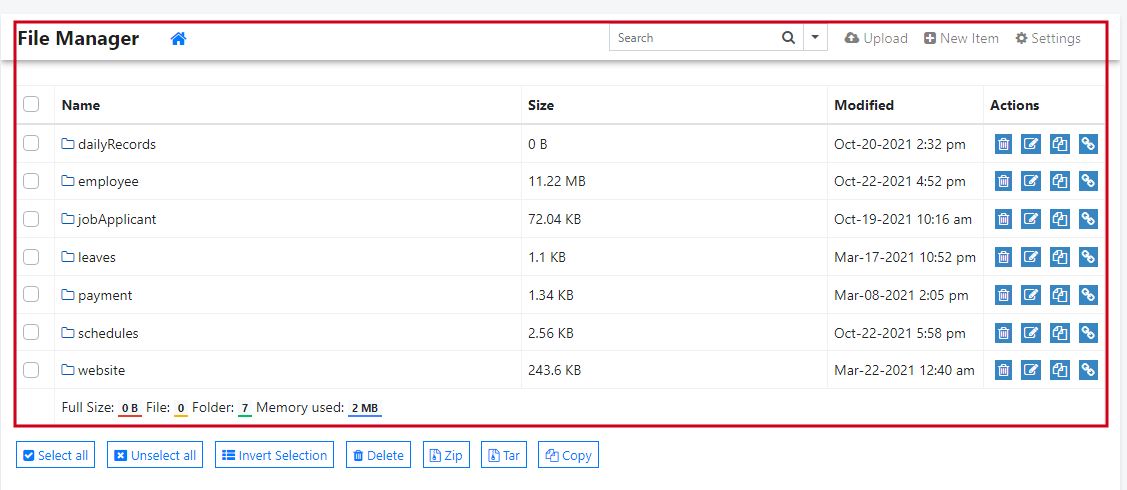 File Manager Search Upload New Item Settings
Name Size Modified Actions
dailyRecords 0 B Oct-20-2021 2:32 pm
employee 11.22 MB Oct-22-2021 4:52 pm
jobApplicant 72.04 KB Oct-19-2021 10:16 am
leaves 1.1 KB Mar-17-2021 10:52 pm
payment 1.34 KB Mar-08-2021 2:05 pm
schedules 2.56 KB Oct-22-2021 5:58 pm
website 243.6 KB Mar-22-2021 12:40 am
Full Size: 0 B File: 0 Folder: 7 Memory used: 2 MB
Select all Unselect all Invert Selection Delete Zip Tar Copy